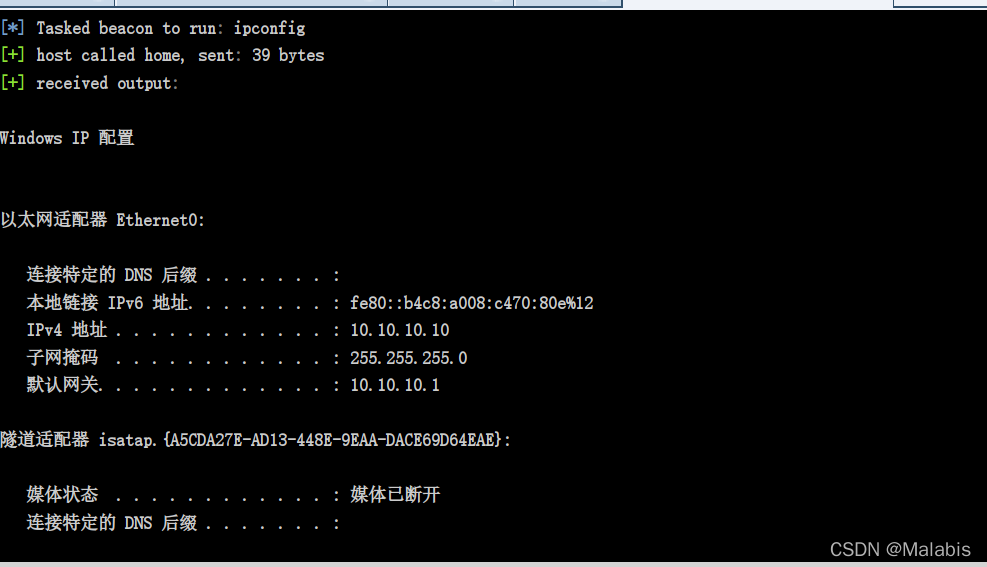 [*] Tasked beacon to run: ipconfig
[+] host called home, sent: 39 bytes
[+] received output:
Windows IP 配置
以太网适配器 Ethernet0:
连接特定的 DNS 后缀 . . . . . . . :
本地链接 IPv6 地址. . . . . . . . : fe80::b4c8:a008:c470:80e%12
IPv4 地址 . . . . . . . . . . . . : 10.10.10.10
子网掩码  . . . . . . . . . . . . : 255.255.255.0
默认网关. . . . . . . . . . . . . : 10.10.10.1
隧道适配器 isatap.{A5CDA27E-AD13-448E-9EAA-DACE69D64EAE}:
媒体状态  . . . . . . . . . . . . : 媒体已断开
连接特定的 DNS 后缀 . . . . . . . :
CSDN @Malabis